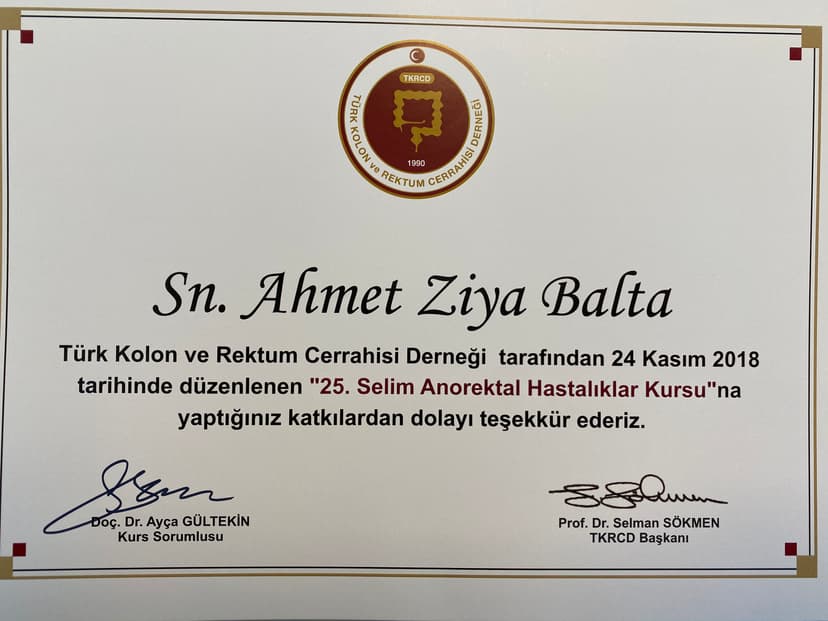 TKRCD
TÜRK KOLON ve REKTUM CERRAHİSİ DERNEĞİ
1990
Sn. Ahmet Ziya Balta
Türk Kolon ve Rektum Cerrahisi Derneği tarafından 24 Kasım 2018
tarihinde düzenlenen "25. Selim Anorektal Hastalıklar Kursu"na
yaptığınız katkılardan dolayı teşekkür ederiz.
Doç. Dr. Ayça GÜLTEKİN
Kurs Sorumlusu
Prof. Dr. Selman SÖKMEN
TKRCD Başkanı